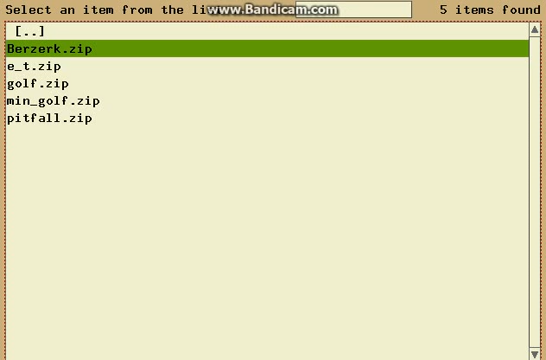 Select an item from the li
www.Bandicam.com
5 items found
[..]
Berzerk.zip
e_t.zip
golf.zip
min_golf.zip
pitfall.zip